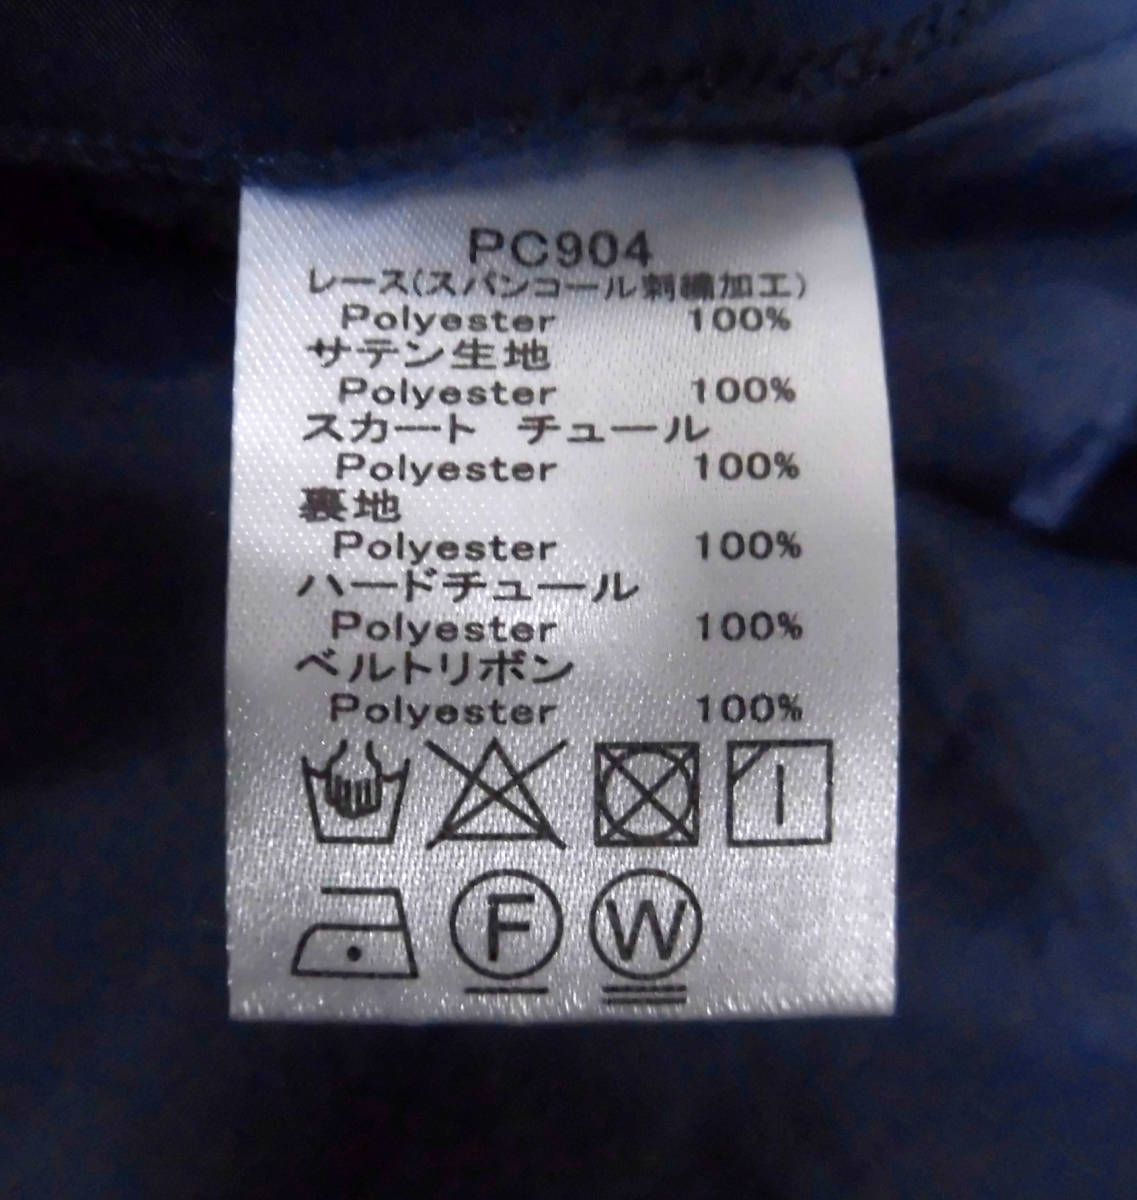 PC904
レース(スパンコール刺繍加工)
Polyester 100%
サテン生地
Polyester 100%
スカート チュール
Polyester 100%
裏地
Polyester 100%
ハードチュール
Polyester 100%
ベルトリボン
Polyester 100%
F W